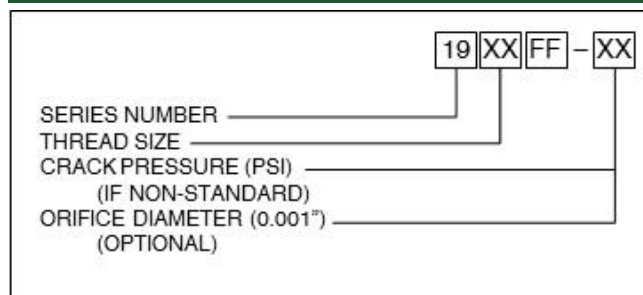 19 XX FF – XX
SERIES NUMBER
THREAD SIZE
CRACK PRESSURE (PSI)
(IF NON-STANDARD)
ORIFICE DIAMETER (0.001”)
(OPTIONAL)